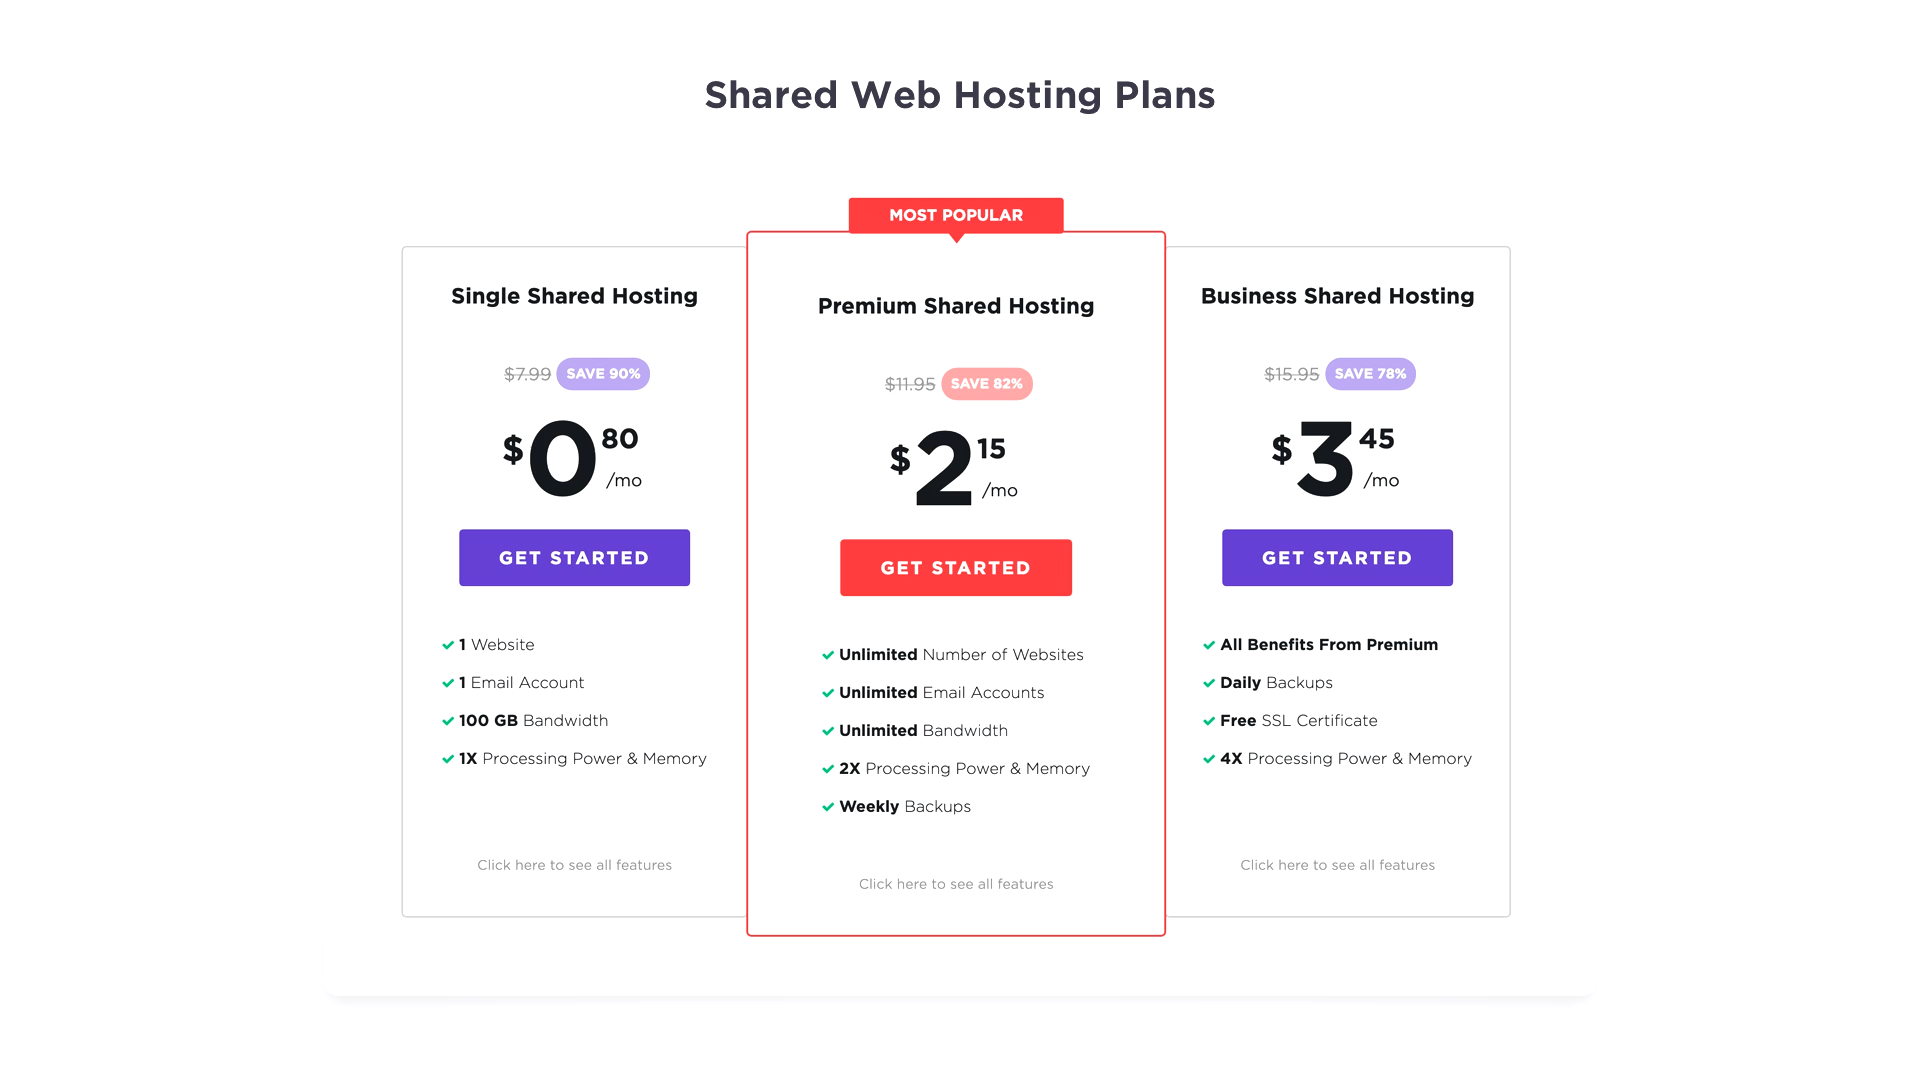 Shared Web Hosting Plans
Single Shared Hosting
$7.99 SAVE 90%
$0 80
/mo
GET STARTED
1 Website
1 Email Account
100 GB Bandwidth
1X Processing Power & Memory
Click here to see all features
MOST POPULAR
Premium Shared Hosting
$11.95 SAVE 82%
$2 15
/mo
GET STARTED
Unlimited Number of Websites
Unlimited Email Accounts
Unlimited Bandwidth
2X Processing Power & Memory
Weekly Backups
Click here to see all features
Business Shared Hosting
$15.95 SAVE 78%
$3 45
/mo
GET STARTED
All Benefits From Premium
Daily Backups
Free SSL Certificate
4X Processing Power & Memory
Click here to see all features